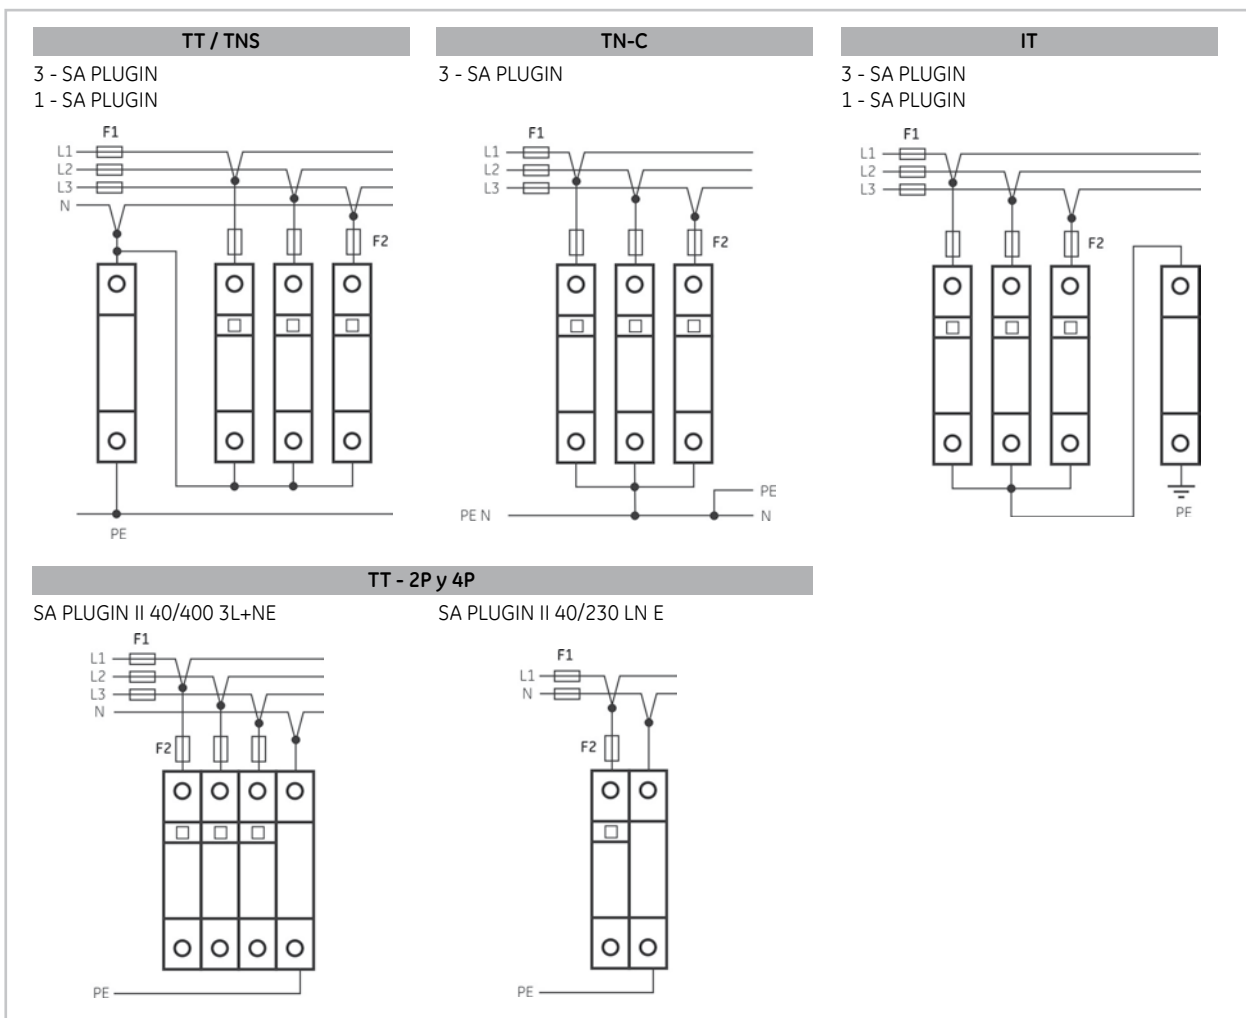 TT / TNS
3 - SA PLUGIN
1 - SA PLUGIN
F1
L1
L2
L3
N
F2
PE
TN-C
3 - SA PLUGIN
F1
L1
L2
L3
F2
PE N
PE
N
IT
3 - SA PLUGIN
1 - SA PLUGIN
F1
L1
L2
L3
F2
PE
TT - 2P y 4P
SA PLUGIN II 40/400 3L+NE
F1
L1
L2
L3
N
F2
PE
SA PLUGIN II 40/230 LN E
F1
L1
N
F2
PE